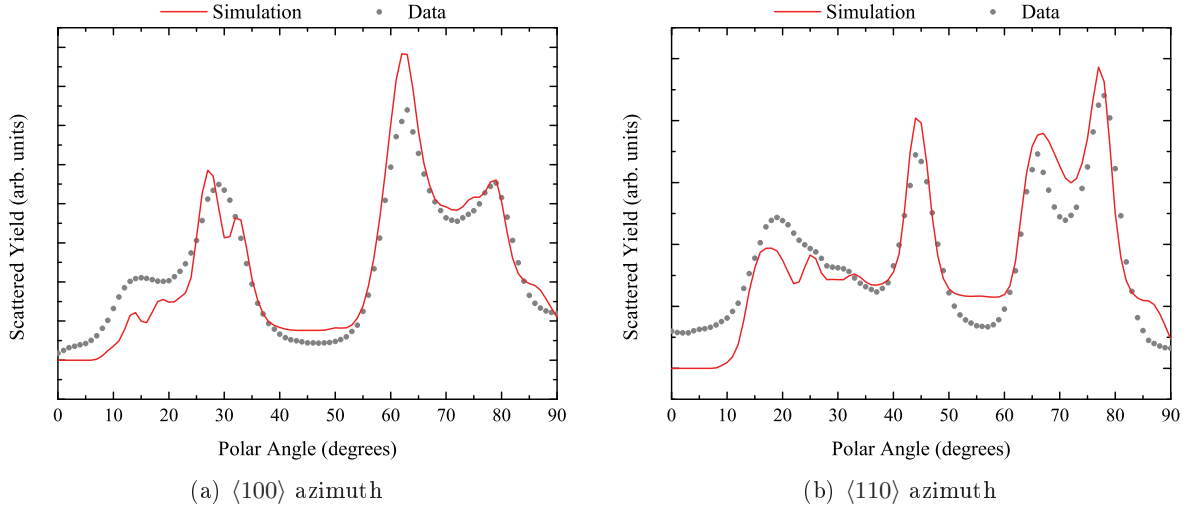 Simulation Data
Scattered Yield (arb. units)
0 10 20 30 40 50 60 70 80 90
Polar Angle (degrees)
(a) ⟨100⟩ azimuth
Simulation Data
Scattered Yield (arb. units)
0 10 20 30 40 50 60 70 80 90
Polar Angle (degrees)
(b) ⟨110⟩ azimuth